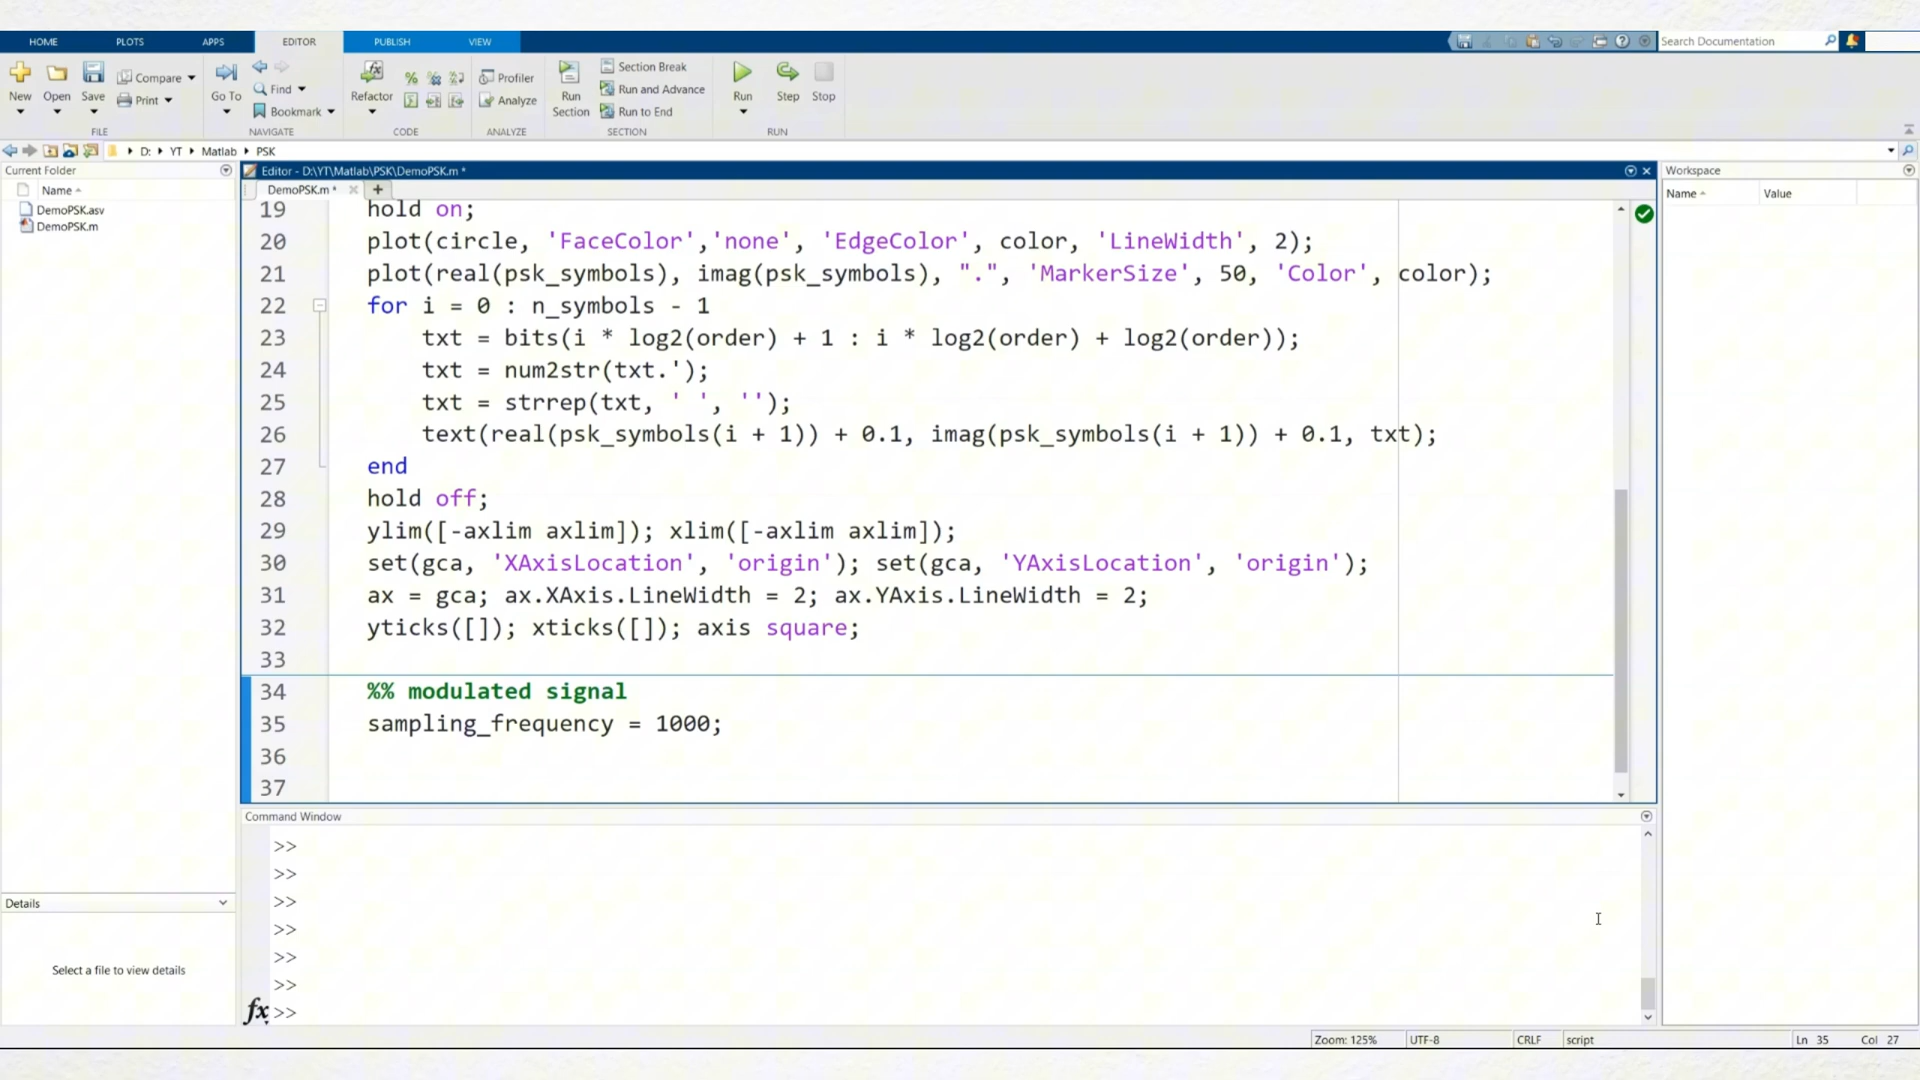 HOME PLOTS APPS EDITOR PUBLISH VIEW Search Documentation
New Open Save Compare Print Go To Find Bookmark Refactor Profiler Analyze Run Section Section Break Run and Advance Run to End Run Step Stop
FILE NAVIGATE CODE ANALYZE SECTION RUN
D: YT Matlab PSK
Current Folder
Name
DemoPSK.asv
DemoPSK.m
Details
Select a file to view details
Editor - D:\YT\Matlab\PSK\DemoPSK.m *
DemoPSK.m * +
19 hold on;
20 plot(circle, 'FaceColor','none', 'EdgeColor', color, 'LineWidth', 2);
21 plot(real(psk_symbols), imag(psk_symbols), ".", 'MarkerSize', 50, 'Color', color);
22 for i = 0 : n_symbols - 1
23 txt = bits(i * log2(order) + 1 : i * log2(order) + log2(order));
24 txt = num2str(txt.');
25 txt = strrep(txt, ' ', '');
26 text(real(psk_symbols(i + 1)) + 0.1, imag(psk_symbols(i + 1)) + 0.1, txt);
27 end
28 hold off;
29 ylim([-axlim axlim]); xlim([-axlim axlim]);
30 set(gca, 'XAxisLocation', 'origin'); set(gca, 'YAxisLocation', 'origin');
31 ax = gca; ax.XAxis.LineWidth = 2; ax.YAxis.LineWidth = 2;
32 yticks([]); xticks([]); axis square;
33
34 %% modulated signal
35 sampling_frequency = 1000;
36
37
Command Window
>>
>>
>>
>>
>>
>>
fx >>
Workspace
Name Value
Zoom: 125% UTF-8 CRLF script Ln 35 Col 27